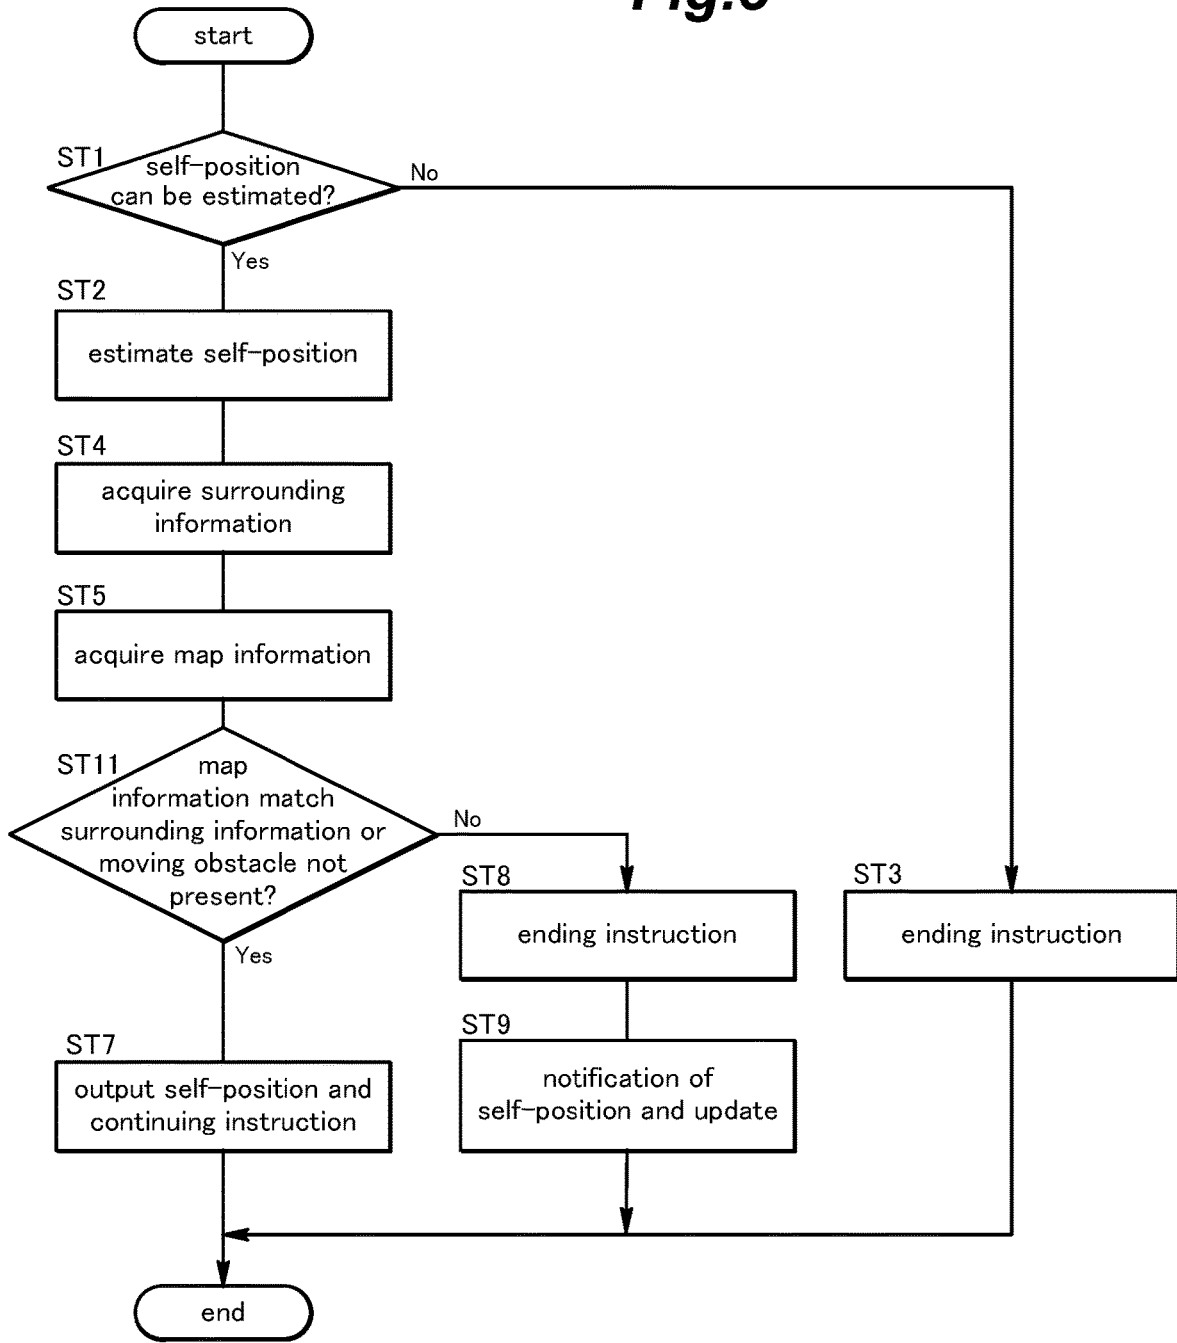 start
ST1
self-position
can be estimated?
No
Yes
ST2
estimate self-position
ST4
acquire surrounding
information
ST5
acquire map information
ST11
map
information match
surrounding information or
moving obstacle not
present?
No
Yes
ST8
ending instruction
ST3
ending instruction
ST9
notification of
self-position and update
ST7
output self-position and
continuing instruction
end